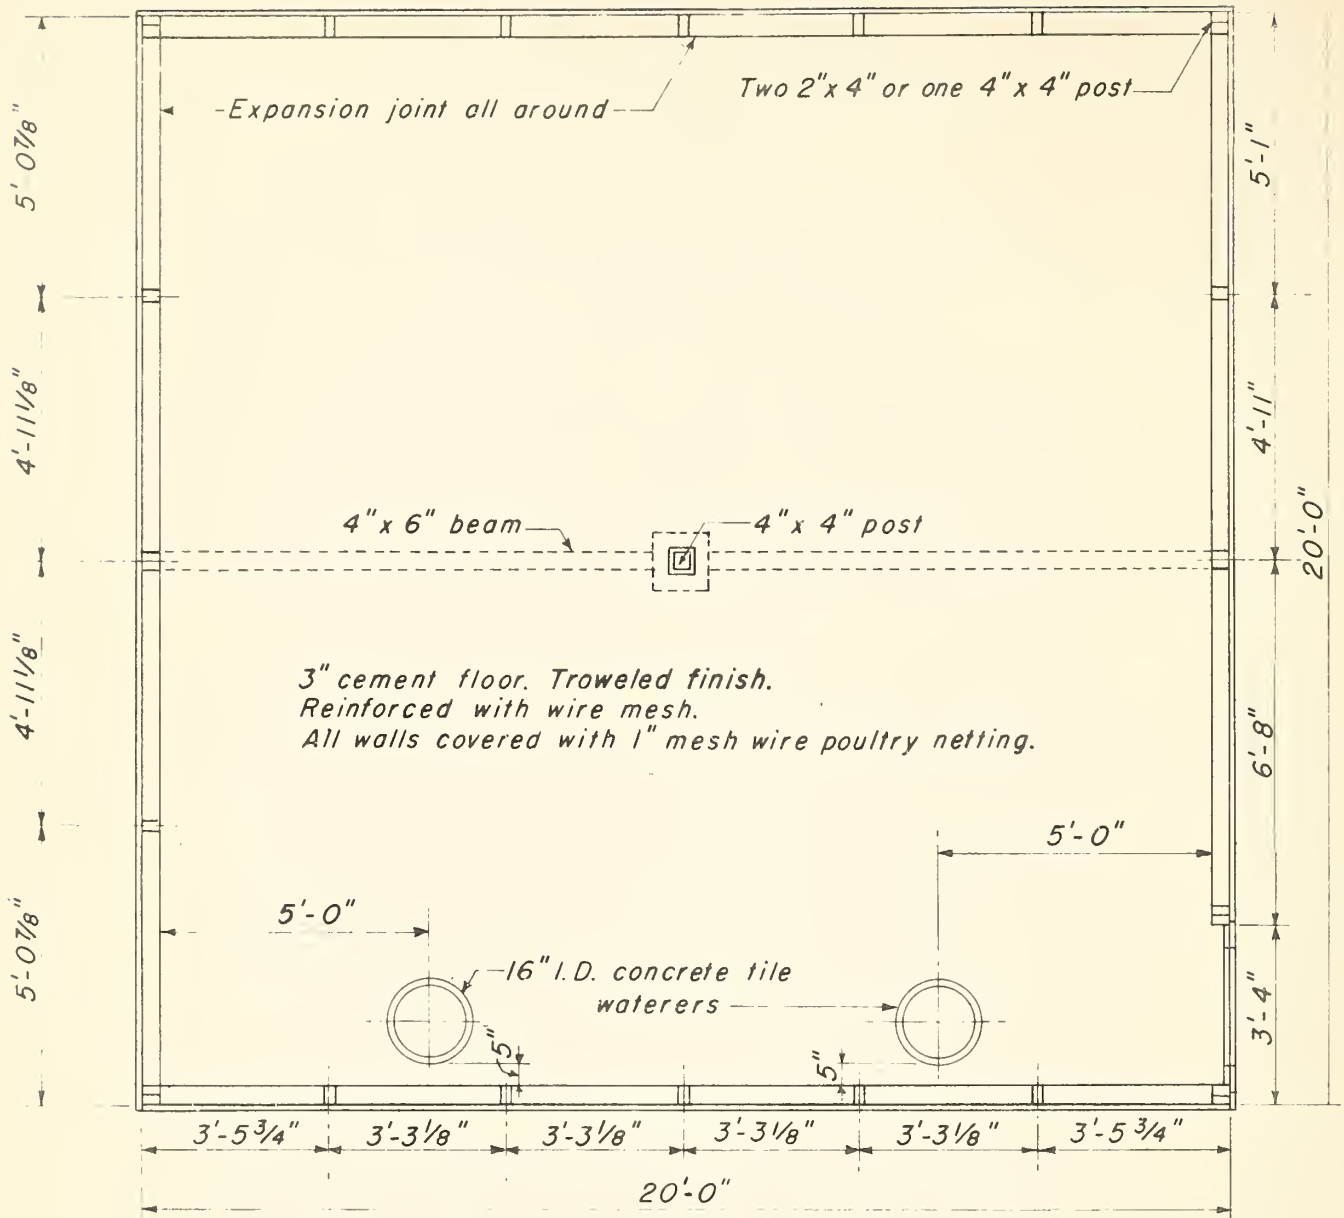 Two 2"x 4" or one 4"x 4" post
Expansion joint all around
5'-0 7/8"
5'-1"
4'-11 1/8"
4'-11"
20'-0"
4"x 6" beam
4"x 4" post
3" cement floor. Troweled finish.
Reinforced with wire mesh.
All walls covered with 1" mesh wire poultry netting.
4'-11 1/8"
6'-8"
5'-0"
5'-0"
5'-0 7/8"
16" I.D. concrete tile
waterers
3'-4"
5"
5"
3'-5 3/4"
3'-3 1/8"
3'-3 1/8"
3'-3 1/8"
3'-3 1/8"
3'-5 3/4"
20'-0"